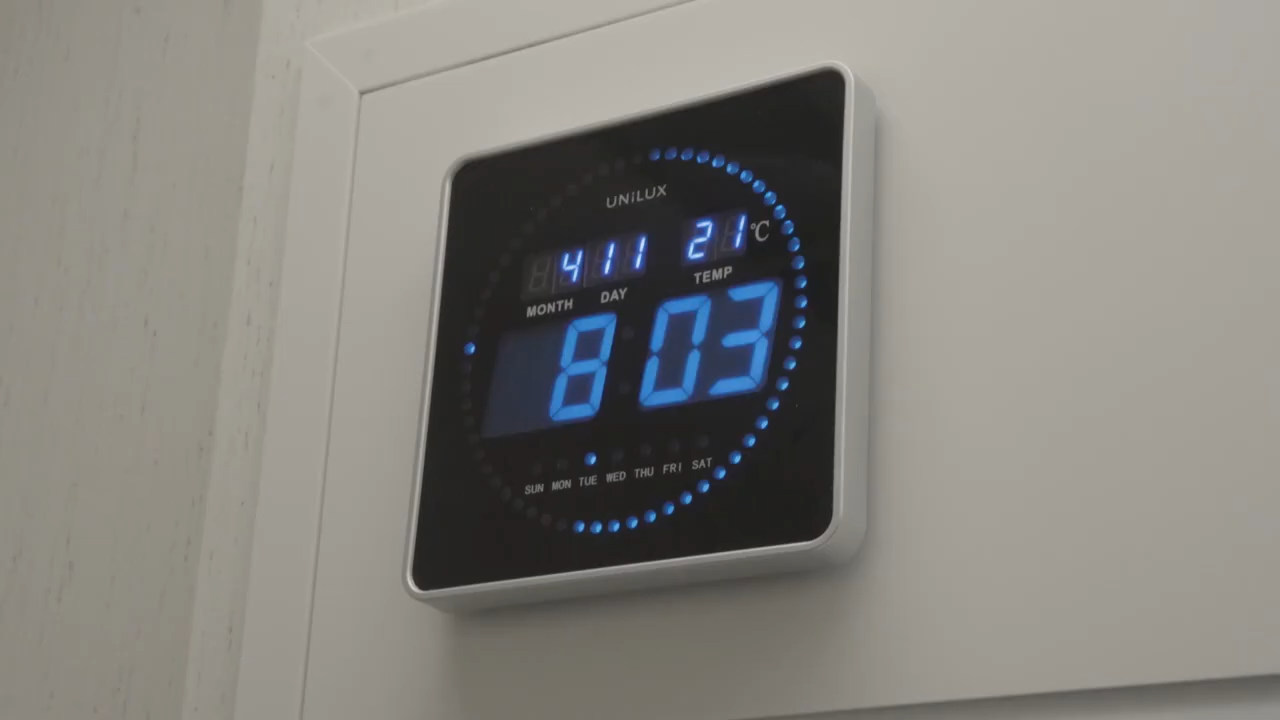 UNiLUX
4 11 21℃
MONTH DAY TEMP
8 03
SUN MON TUE WED THU FRI SAT